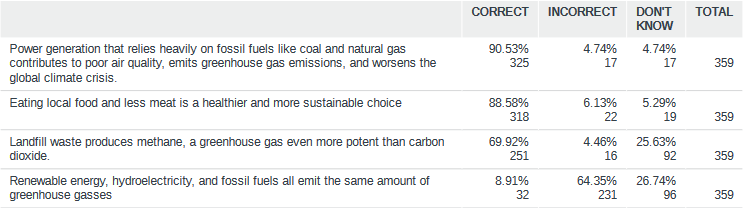 CORRECT INCORRECT DON'T KNOW TOTAL
Power generation that relies heavily on fossil fuels like coal and natural gas 90.53% 4.74% 4.74%
contributes to poor air quality, emits greenhouse gas emissions, and worsens the 325 17 17 359
global climate crisis.
Eating local food and less meat is a healthier and more sustainable choice 88.58% 6.13% 5.29%
318 22 19 359
Landfill waste produces methane, a greenhouse gas even more potent than carbon 69.92% 4.46% 25.63%
dioxide. 251 16 92 359
Renewable energy, hydroelectricity, and fossil fuels all emit the same amount of 8.91% 64.35% 26.74%
greenhouse gasses 32 231 96 359